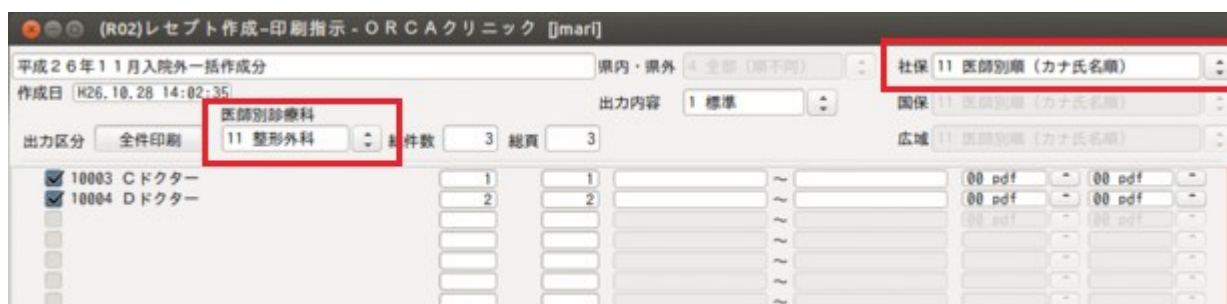 (R02)レセプト作成-印刷指示 - ＯＲＣＡクリニック [jmari]
平成２６年１１月入院外一括作成分 県内・県外 4 全部（順不同） 社保 11 医師別順（カナ氏名順）
作成日 H26.10.28 14:02:35 出力内容 1 標準 国保 11 医師別順（カナ氏名順）
医師別診療科
出力区分 全件印刷 11 整形外科 総件数 3 総頁 3 広域 11 医師別順（カナ氏名順）
10003 Ｃドクター 1 1 ～ 00 pdf 00 pdf
10004 Ｄドクター 2 2 ～ 00 pdf 00 pdf
～ 00 pdf 00 pdf
～
～
～
～